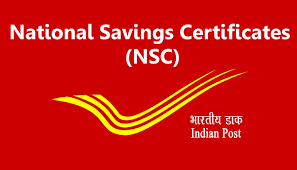 National Savings Certificates
(NSC)
भारतीय डाक
Indian Post